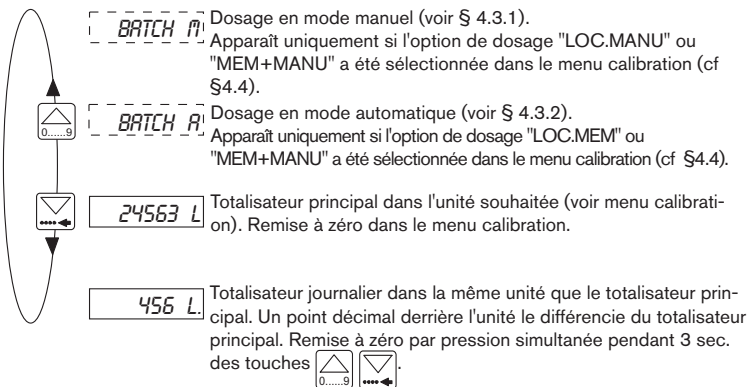 BATCH M
Dosage en mode manuel (voir § 4.3.1).
Apparaît uniquement si l'option de dosage "LOC.MANU" ou
"MEM+MANU" a été sélectionnée dans le menu calibration (cf
§4.4).
0......9
BATCH A
Dosage en mode automatique (voir § 4.3.2).
Apparaît uniquement si l'option de dosage "LOC.MEM" ou
"MEM+MANU" a été sélectionnée dans le menu calibration (cf §4.4).
24563 L
Totalisateur principal dans l'unité souhaitée (voir menu calibrati-
on). Remise à zéro dans le menu calibration.
456 L.
Totalisateur journalier dans la même unité que le totalisateur prin-
cipal. Un point décimal derrière l'unité le différencie du totalisateur
principal. Remise à zéro par pression simultanée pendant 3 sec.
des touches 0......9 .